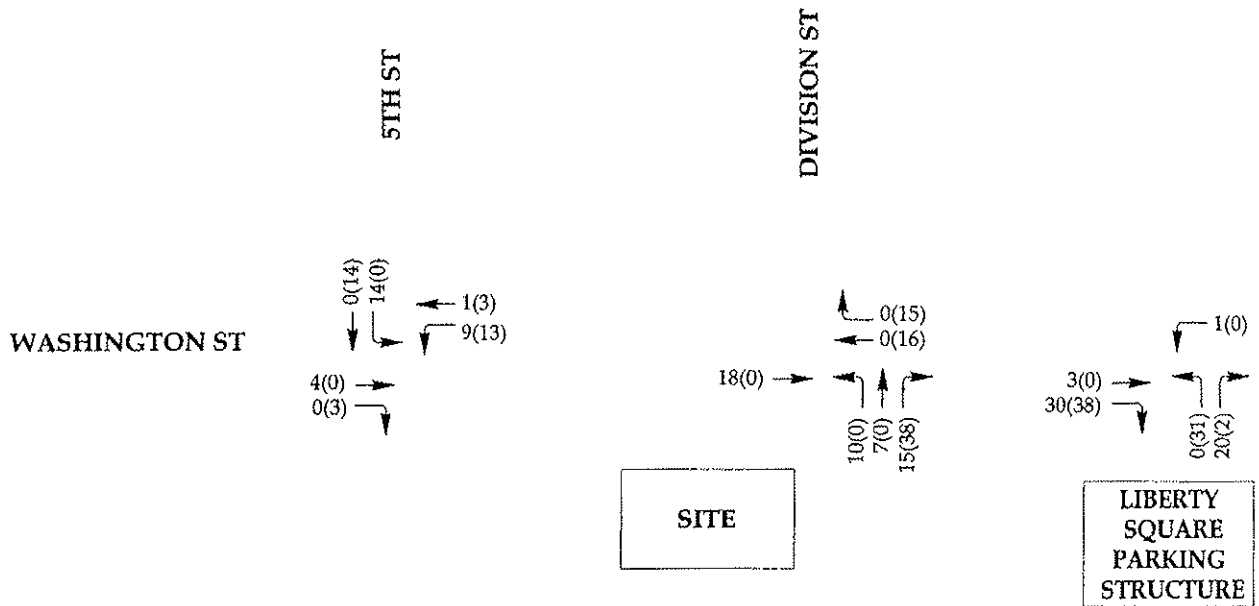 5TH ST
DIVISION ST
0(14)
14(0)
1(3)
9(13)
WASHINGTON ST
4(0)
0(3)
0(15)
0(16)
18(0)
10(0)
7(0)
15(38)
1(0)
3(0)
30(38)
0(31)
20(2)
SITE
LIBERTY
SQUARE
PARKING
STRUCTURE